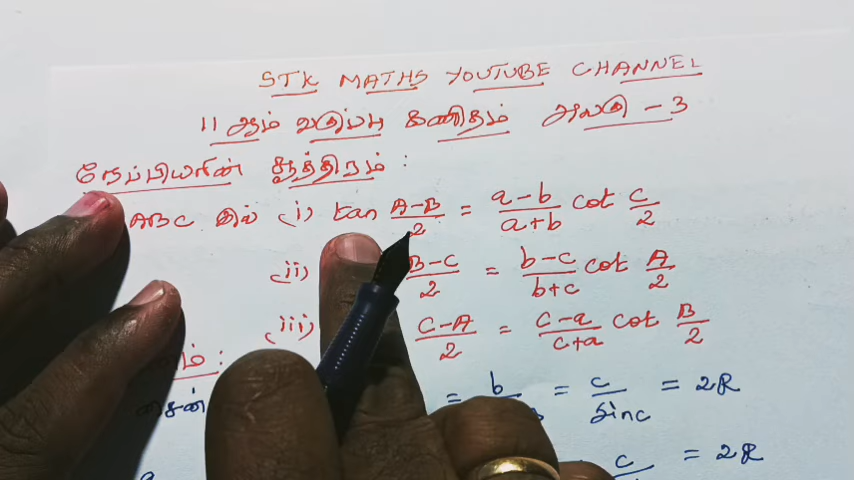 STK MATHS YOUTUBE CHANNEL
11 ஆம் வகுப்பு கணிதம் அலகு - 3
நேப்பியரின் சூத்திரம் :
ABC இல் (i) tan A-B/2 = a-b/a+b cot C/2
(ii) B-C/2 = b-c/b+c cot A/2
(iii) C-A/2 = c-a/c+a cot B/2
ம் :
சைன் = b = c/sinc = 2R
a c = 2R